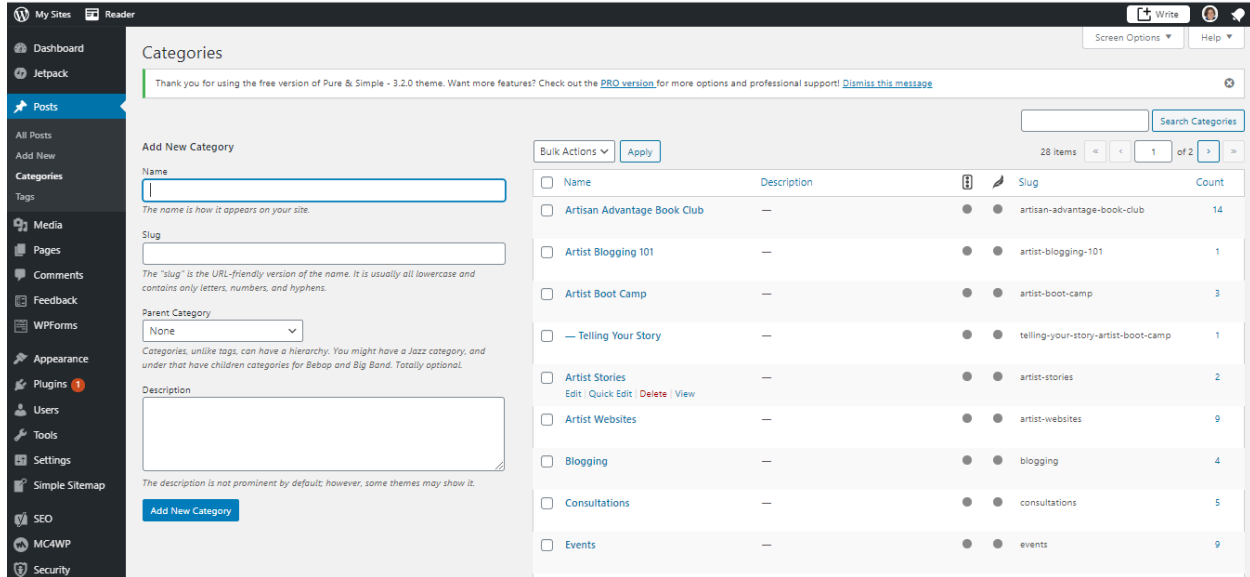 My Sites Reader Write
Screen Options Help
Dashboard
Jetpack
Posts
All Posts
Add New
Categories
Tags
Media
Pages
Comments
Feedback
WPForms
Appearance
Plugins 1
Users
Tools
Settings
Simple Sitemap
SEO
MC4WP
Security
Categories
Thank you for using the free version of Pure & Simple - 3.2.0 theme. Want more features? Check out the PRO version for more options and professional support! Dismiss this message
Search Categories
Add New Category
Name
The name is how it appears on your site.
Slug
The "slug" is the URL-friendly version of the name. It is usually all lowercase and
contains only letters, numbers, and hyphens.
Parent Category
None
Categories, unlike tags, can have a hierarchy. You might have a Jazz category, and
under that have children categories for Bebop and Big Band. Totally optional.
Description
The description is not prominent by default; however, some themes may show it.
Add New Category
Bulk Actions Apply 28 items « ‹ 1 of 2 › »
Name Description Slug Count
Artisan Advantage Book Club — artisan-advantage-book-club 14
Artist Blogging 101 — artist-blogging-101 1
Artist Boot Camp — artist-boot-camp 3
— Telling Your Story — telling-your-story-artist-boot-camp 1
Artist Stories — artist-stories 2
Edit | Quick Edit | Delete | View
Artist Websites — artist-websites 9
Blogging — blogging 4
Consultations — consultations 5
Events — events 9